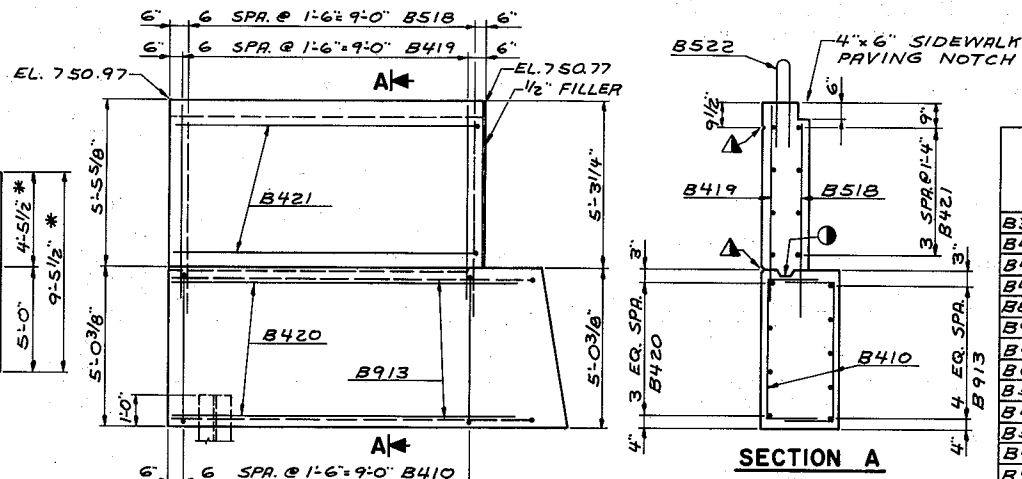 6" 6 SPA. @ 1'-6"= 9'-0" B518 6"
6" 6 SPA. @ 1'-6"= 9'-0" B419 6"
EL. 750.97
A
EL. 750.77
1/2" FILLER
5'-5 5/8"
5'-3 1/4"
B421
4'-5 1/2" *
9'-5 1/2" *
5'-0"
5'-0 3/8"
5'-0 3/8"
B420
B913
1'-0"
A
6" 6 SPA. @ 1'-6"= 9'-0" B410
B522
4" x 6" SIDEWALK
PAVING NOTCH
9 1/2"
6"
9"
B419
B518
3 SPA. @ 1'-4"
B421
3"
3"
3 EQ. SPA.
B420
B410
4 EQ. SPA.
B913
4"
4"
SECTION A